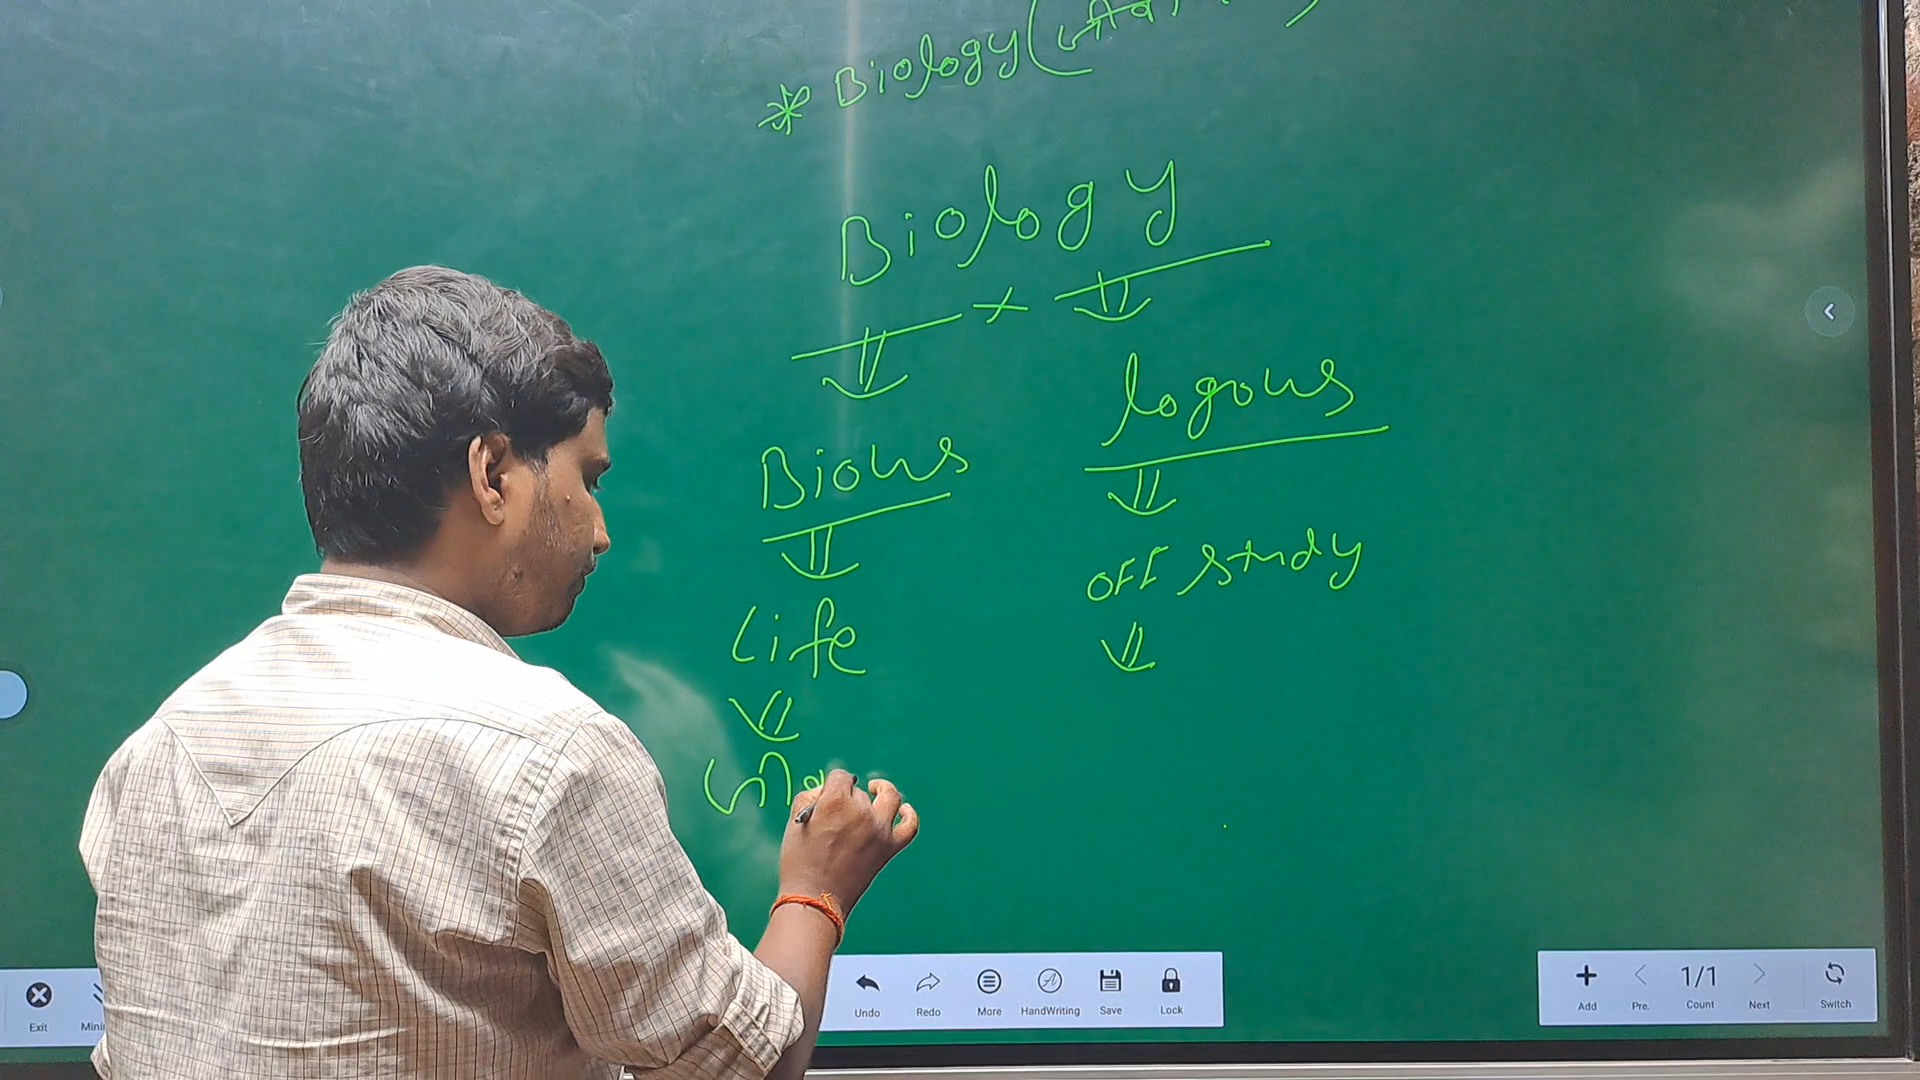 * Biology (
Biology
+
Bious logous
Life OFF study
जीव
Exit Undo Redo More HandWriting Save Lock Add Pre. 1/1 Count Next Switch